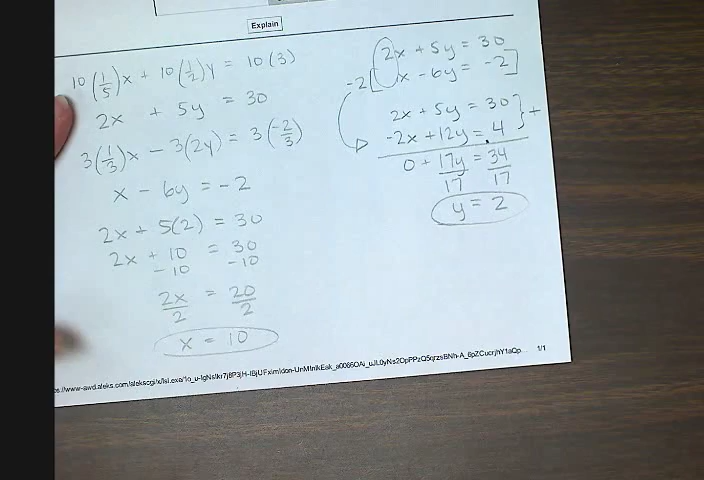 Explain
10(1/5)x + 10(1/2)y = 10(3)
2x + 5y = 30
3(1/3)x - 3(2y) = 3(-2/3)
x - 6y = -2
2x + 5(2) = 30
2x + 10 = 30
-10 -10
2x/2 = 20/2
x = 10
2x + 5y = 30
-2[x - 6y = -2]
2x + 5y = 30
-2x + 12y = 4 } +
0 + 17y/17 = 34/17
y = 2
1/1